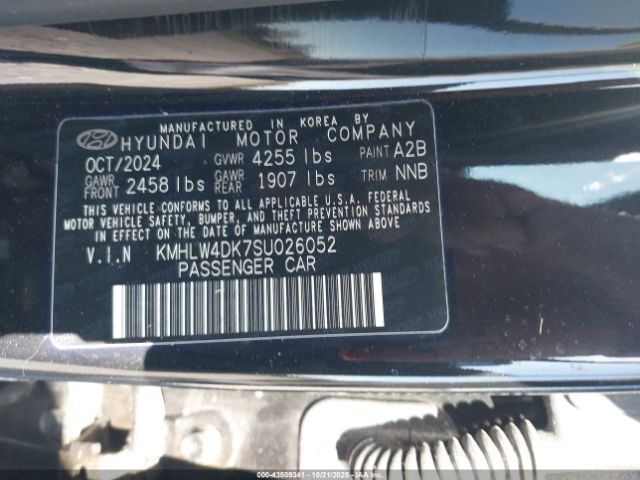 MANUFACTURED IN KOREA BY
HYUNDAI MOTOR COMPANY
OCT/2024 GVWR 4255 lbs PAINT A2B
GAWR FRONT 2458 lbs GAWR REAR 1907 lbs TRIM NNB
THIS VEHICLE CONFORMS TO ALL APPLICABLE U.S.A. FEDERAL
MOTOR VEHICLE SAFETY, BUMPER, AND THEFT PREVENTION STANDARDS
IN EFFECT ON THE DATE OF MANUFACTURE SHOWN ABOVE.
V.I.N KMHLW4DK7SU026052
PASSENGER CAR
000-43509341 - 10/21/2025 - IAA Inc.